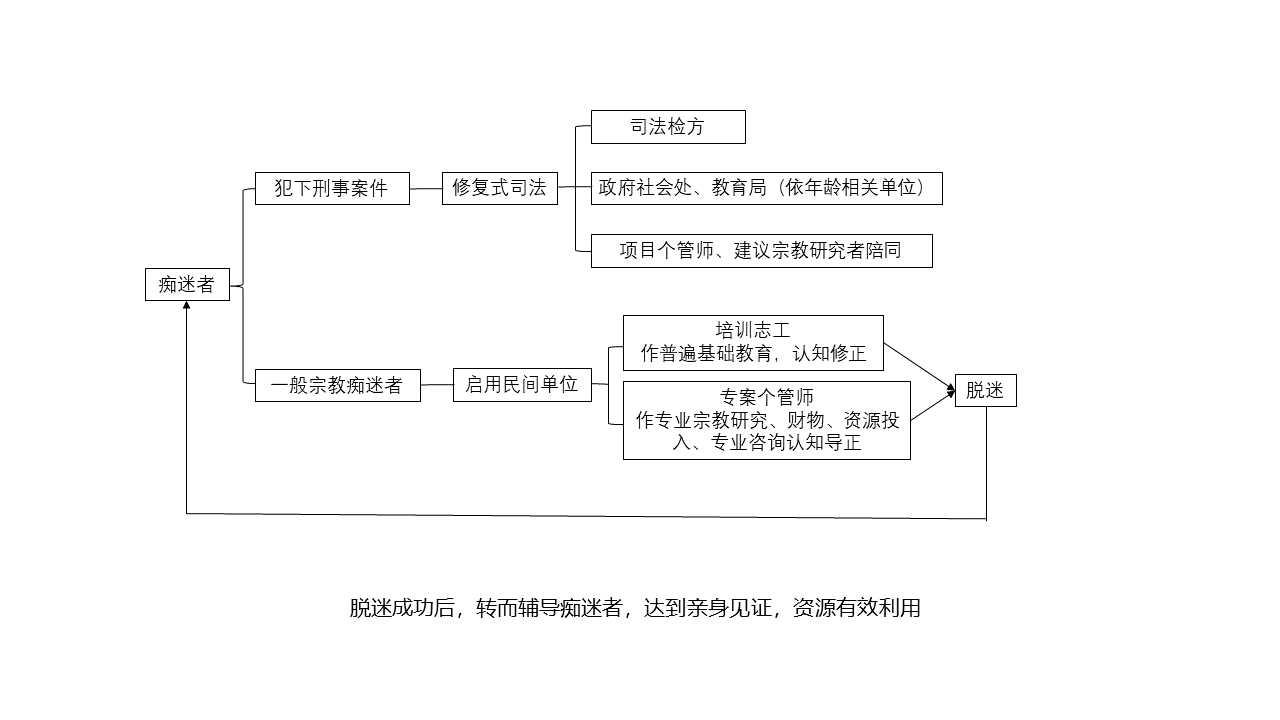 司法检方
犯下刑事案件
修复式司法
政府社会处、教育局（依年龄相关单位）
项目个管师、建议宗教研究者陪同
痴迷者
培训志工
作普遍基础教育，认知修正
一般宗教痴迷者
启用民间单位
专案个管师
作专业宗教研究、财物、资源投
入、专业咨询认知导正
脱迷
脱迷成功后，转而辅导痴迷者，达到亲身见证，资源有效利用